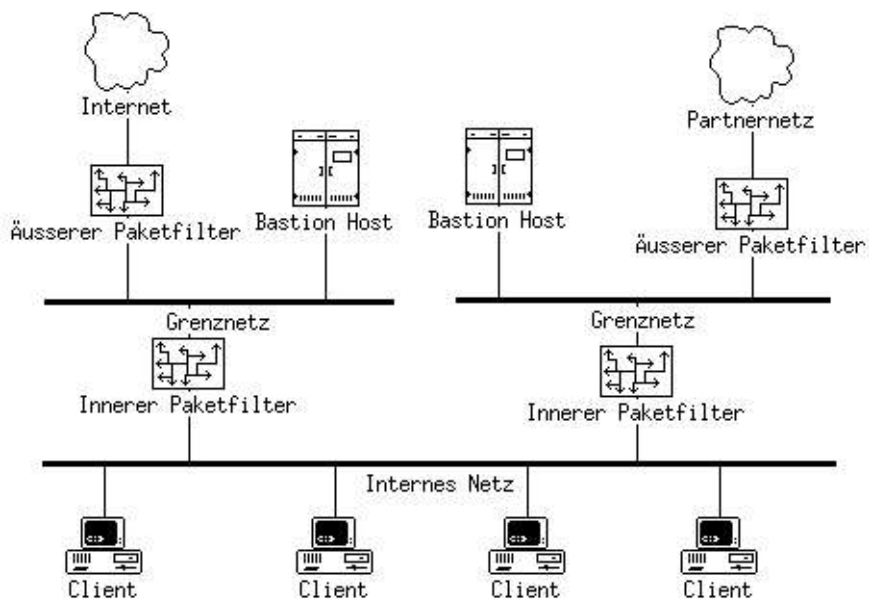 Internet
Partnernetz
Bastion Host
Bastion Host
Äusserer Paketfilter
Äusserer Paketfilter
Grenznetz
Grenznetz
Innerer Paketfilter
Innerer Paketfilter
Internes Netz
Client
Client
Client
Client